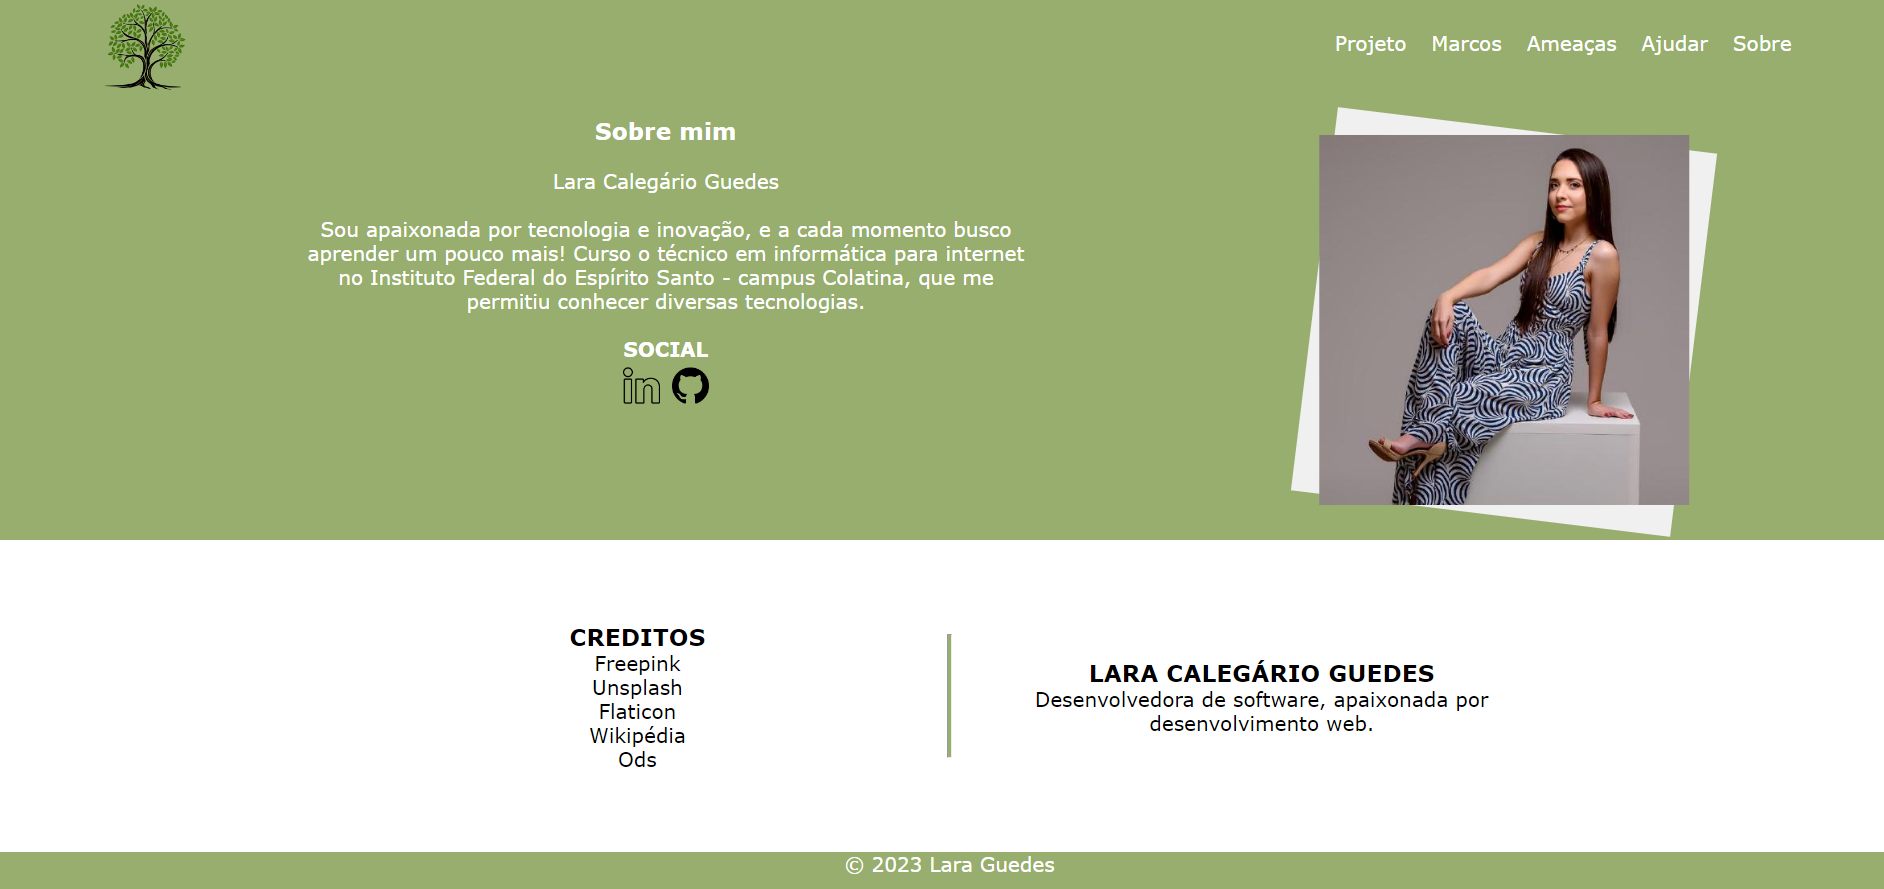 Projeto Marcos Ameaças Ajudar Sobre
Sobre mim
Lara Calegário Guedes
Sou apaixonada por tecnologia e inovação, e a cada momento busco
aprender um pouco mais! Curso o técnico em informática para internet
no Instituto Federal do Espírito Santo - campus Colatina, que me
permitiu conhecer diversas tecnologias.
SOCIAL
in
CREDITOS
Freepink
Unsplash
Flaticon
Wikipédia
Ods
LARA CALEGÁRIO GUEDES
Desenvolvedora de software, apaixonada por
desenvolvimento web.
© 2023 Lara Guedes